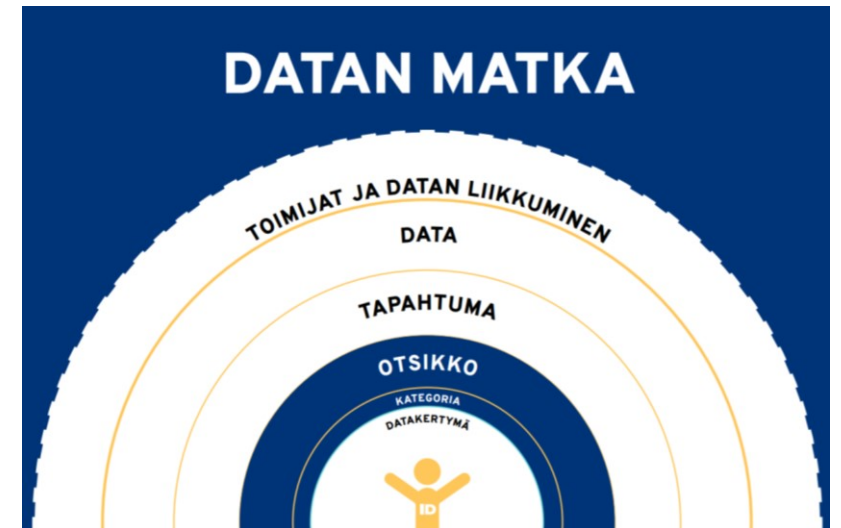 DATAN MATKA
TOIMIJAT JA DATAN LIIKKUMINEN
DATA
TAPAHTUMA
OTSIKKO
KATEGORIA
DATAKERTYMÄ
ID